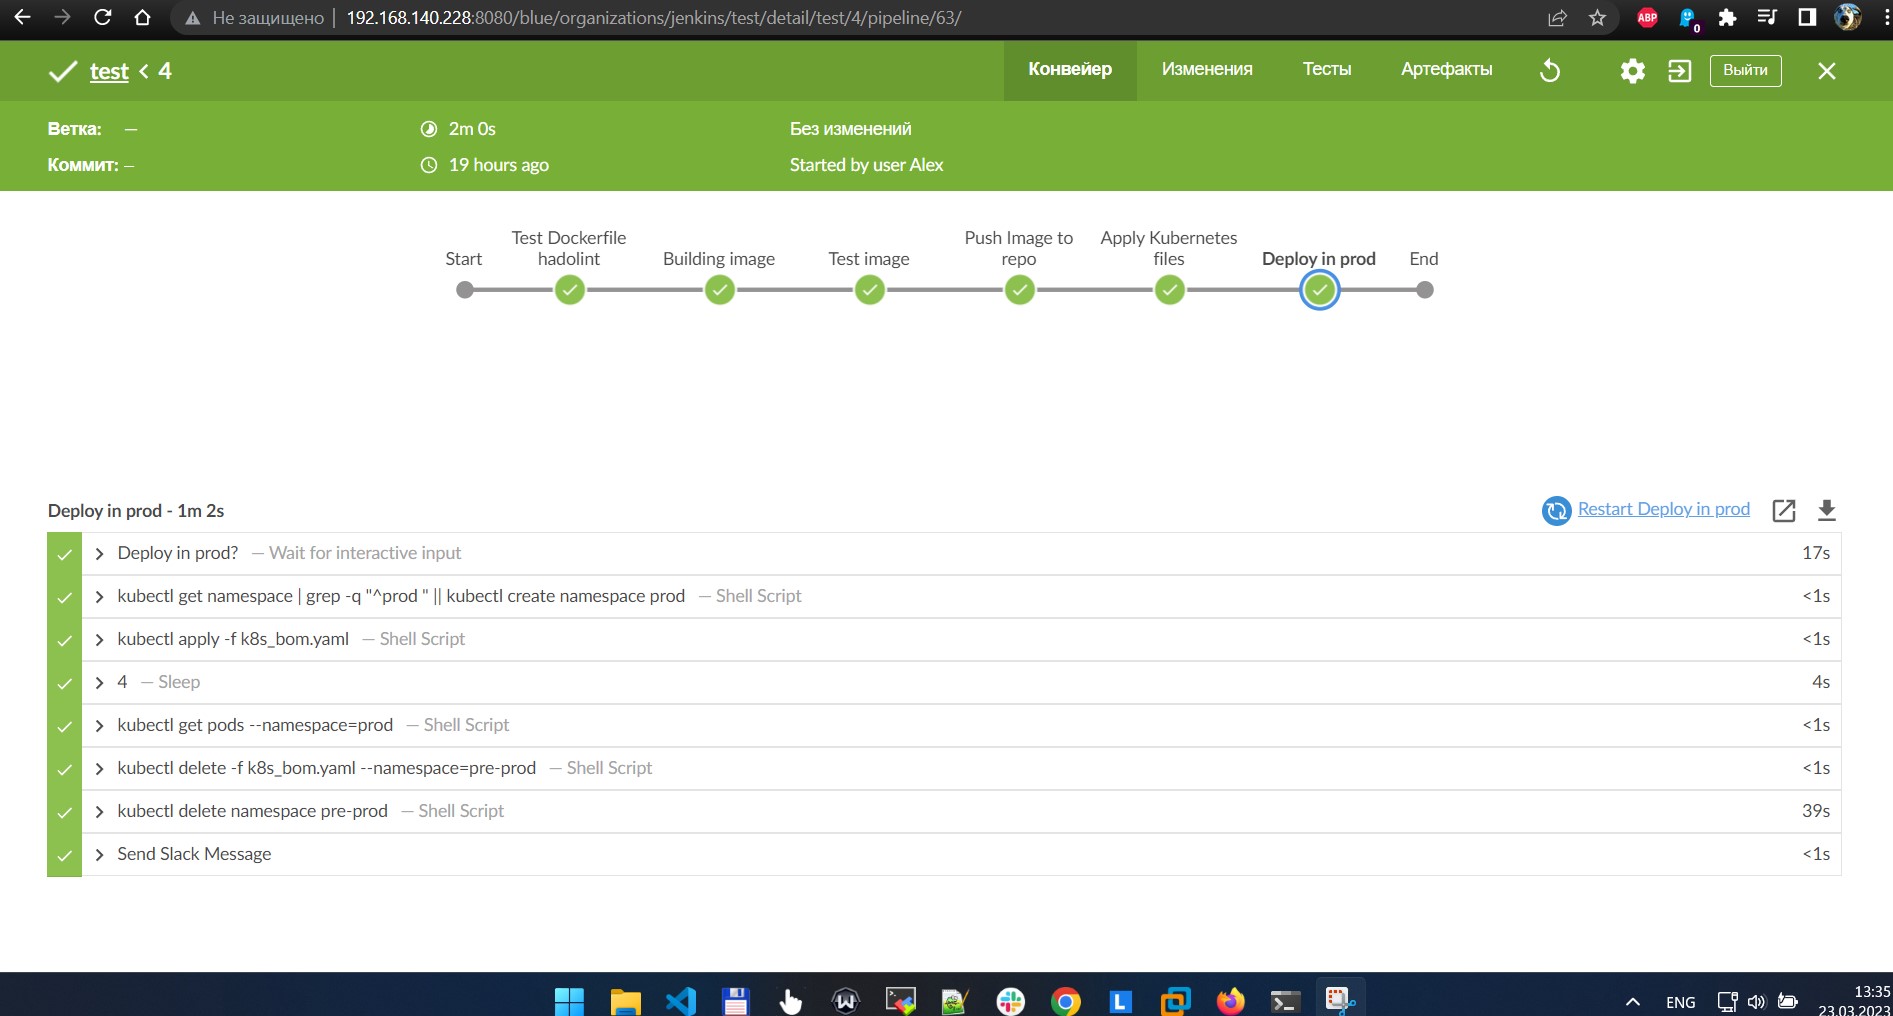 Не защищено | 192.168.140.228:8080/blue/organizations/jenkins/test/detail/test/4/pipeline/63/
ABP
0
test < 4
Конвейер
Изменения
Тесты
Артефакты
Выйти
Ветка: —
2m 0s
Без изменений
Коммит: —
19 hours ago
Started by user Alex
Start
Test Dockerfile
hadolint
Building image
Test image
Push Image to
repo
Apply Kubernetes
files
Deploy in prod
End
Deploy in prod - 1m 2s
Restart Deploy in prod
Deploy in prod? — Wait for interactive input 17s
kubectl get namespace | grep -q "^prod " || kubectl create namespace prod — Shell Script <1s
kubectl apply -f k8s_bom.yaml — Shell Script <1s
4 — Sleep 4s
kubectl get pods --namespace=prod — Shell Script <1s
kubectl delete -f k8s_bom.yaml --namespace=pre-prod — Shell Script <1s
kubectl delete namespace pre-prod — Shell Script 39s
Send Slack Message <1s
L
ENG
13:35
23.03.2023